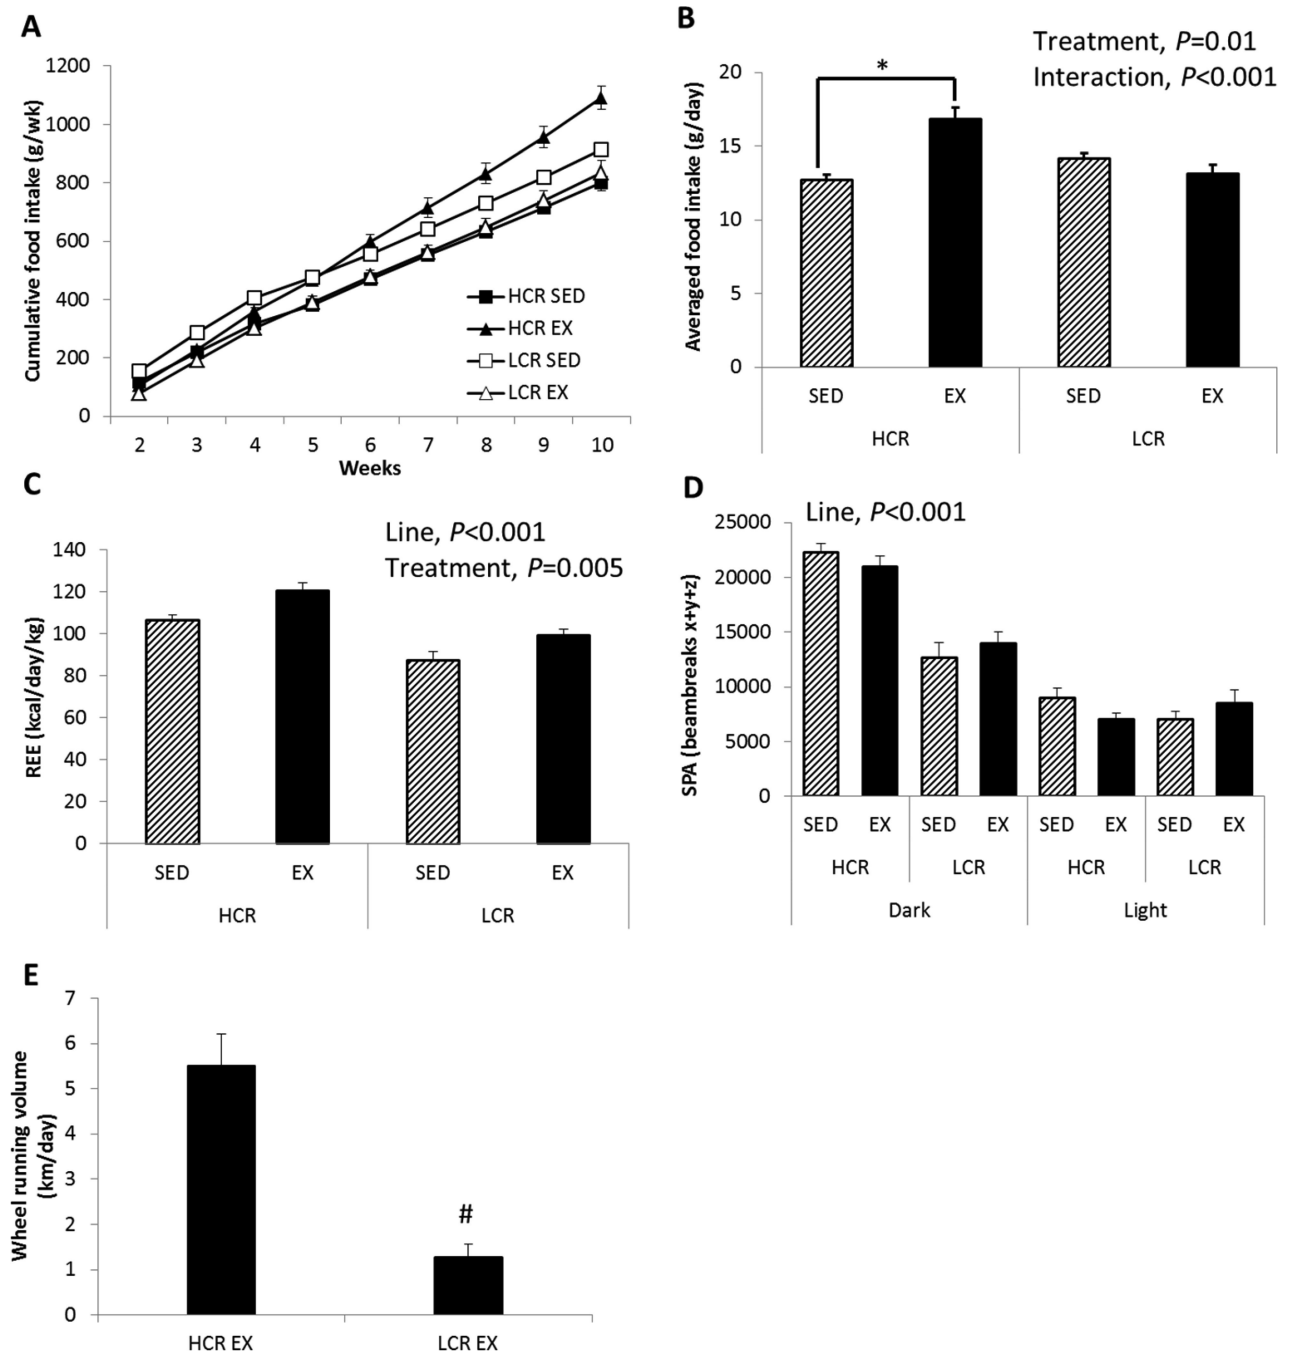 A
Cumulative food intake (g/wk)
1200
1000
800
600
400
200
0
2 3 4 5 6 7 8 9 10
Weeks
HCR SED
HCR EX
LCR SED
LCR EX
B
Treatment, P=0.01
Interaction, P<0.001
*
Averaged food intake (g/day)
20
15
10
5
0
SED EX SED EX
HCR LCR
C
Line, P<0.001
Treatment, P=0.005
REE (kcal/day/kg)
140
120
100
80
60
40
20
0
SED EX SED EX
HCR LCR
D
Line, P<0.001
SPA (beambreaks x+y+z)
25000
20000
15000
10000
5000
0
SED EX SED EX SED EX SED EX
HCR LCR HCR LCR
Dark Light
E
Wheel running volume
(km/day)
7
6
5
4
3
2
1
0
#
HCR EX LCR EX